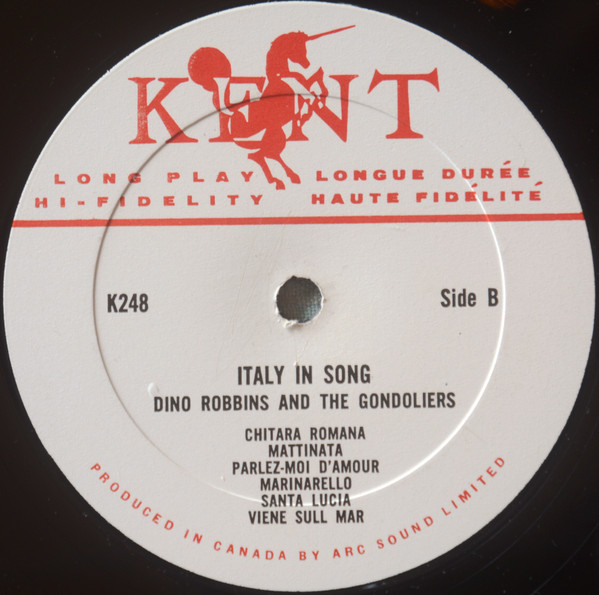 KENT
LONG PLAY LONGUE DURÉE
HI-FIDELITY HAUTE FIDÉLITÉ
K248 Side B
ITALY IN SONG
DINO ROBBINS AND THE GONDOLIERS
CHITARA ROMANA
MATTINATA
PARLEZ-MOI D'AMOUR
MARINARELLO
SANTA LUCIA
VIENE SULL MAR
PRODUCED IN CANADA BY ARC SOUND LIMITED